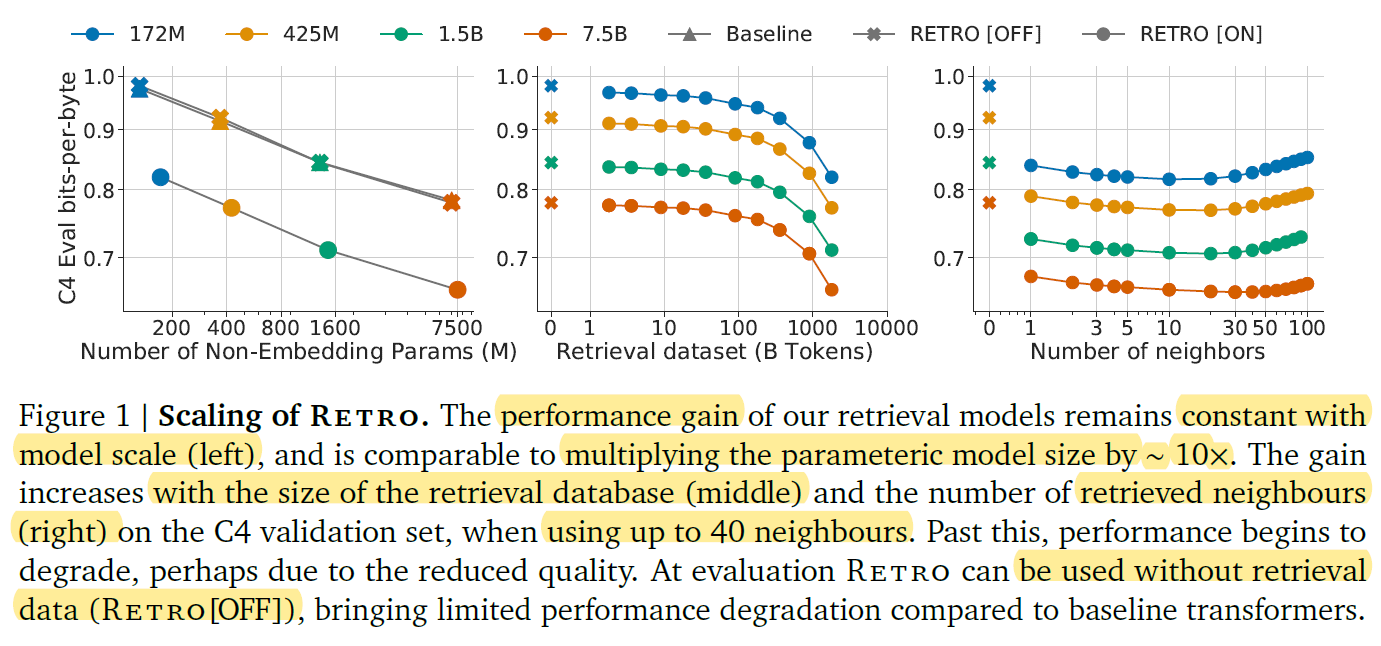 172M 425M 1.5B 7.5B Baseline RETRO [OFF] RETRO [ON]
C4 Eval bits-per-byte
1.0
0.9
0.8
0.7
200 400 800 1600 7500
Number of Non-Embedding Params (M)
1.0
0.9
0.8
0.7
0 1 10 100 1000 10000
Retrieval dataset (B Tokens)
1.0
0.9
0.8
0.7
0 1 3 5 10 30 50 100
Number of neighbors
Figure 1 | Scaling of RETRO. The performance gain of our retrieval models remains constant with
model scale (left), and is comparable to multiplying the parameteric model size by ~ 10×. The gain
increases with the size of the retrieval database (middle) and the number of retrieved neighbours
(right) on the C4 validation set, when using up to 40 neighbours. Past this, performance begins to
degrade, perhaps due to the reduced quality. At evaluation RETRO can be used without retrieval
data (RETRO[OFF]), bringing limited performance degradation compared to baseline transformers.